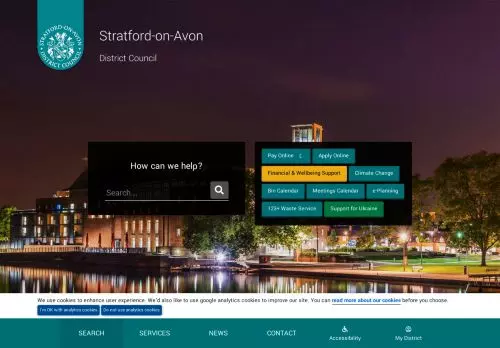 STRATFORD-ON-AVON
DISTRICT COUNCIL
Stratford-on-Avon
District Council
How can we help?
Search...
Pay Online
Apply Online
Financial & Wellbeing Support
Climate Change
Bin Calendar
Meetings Calendar
e-Planning
123+ Waste Service
Support for Ukraine
We use cookies to enhance user experience. We'd also like to use google analytics cookies to improve our site. You can read more about our cookies before you choose.
I'm OK with analytics cookies
Do not use analytics cookies
SEARCH
SERVICES
NEWS
CONTACT
Accessibility
My District